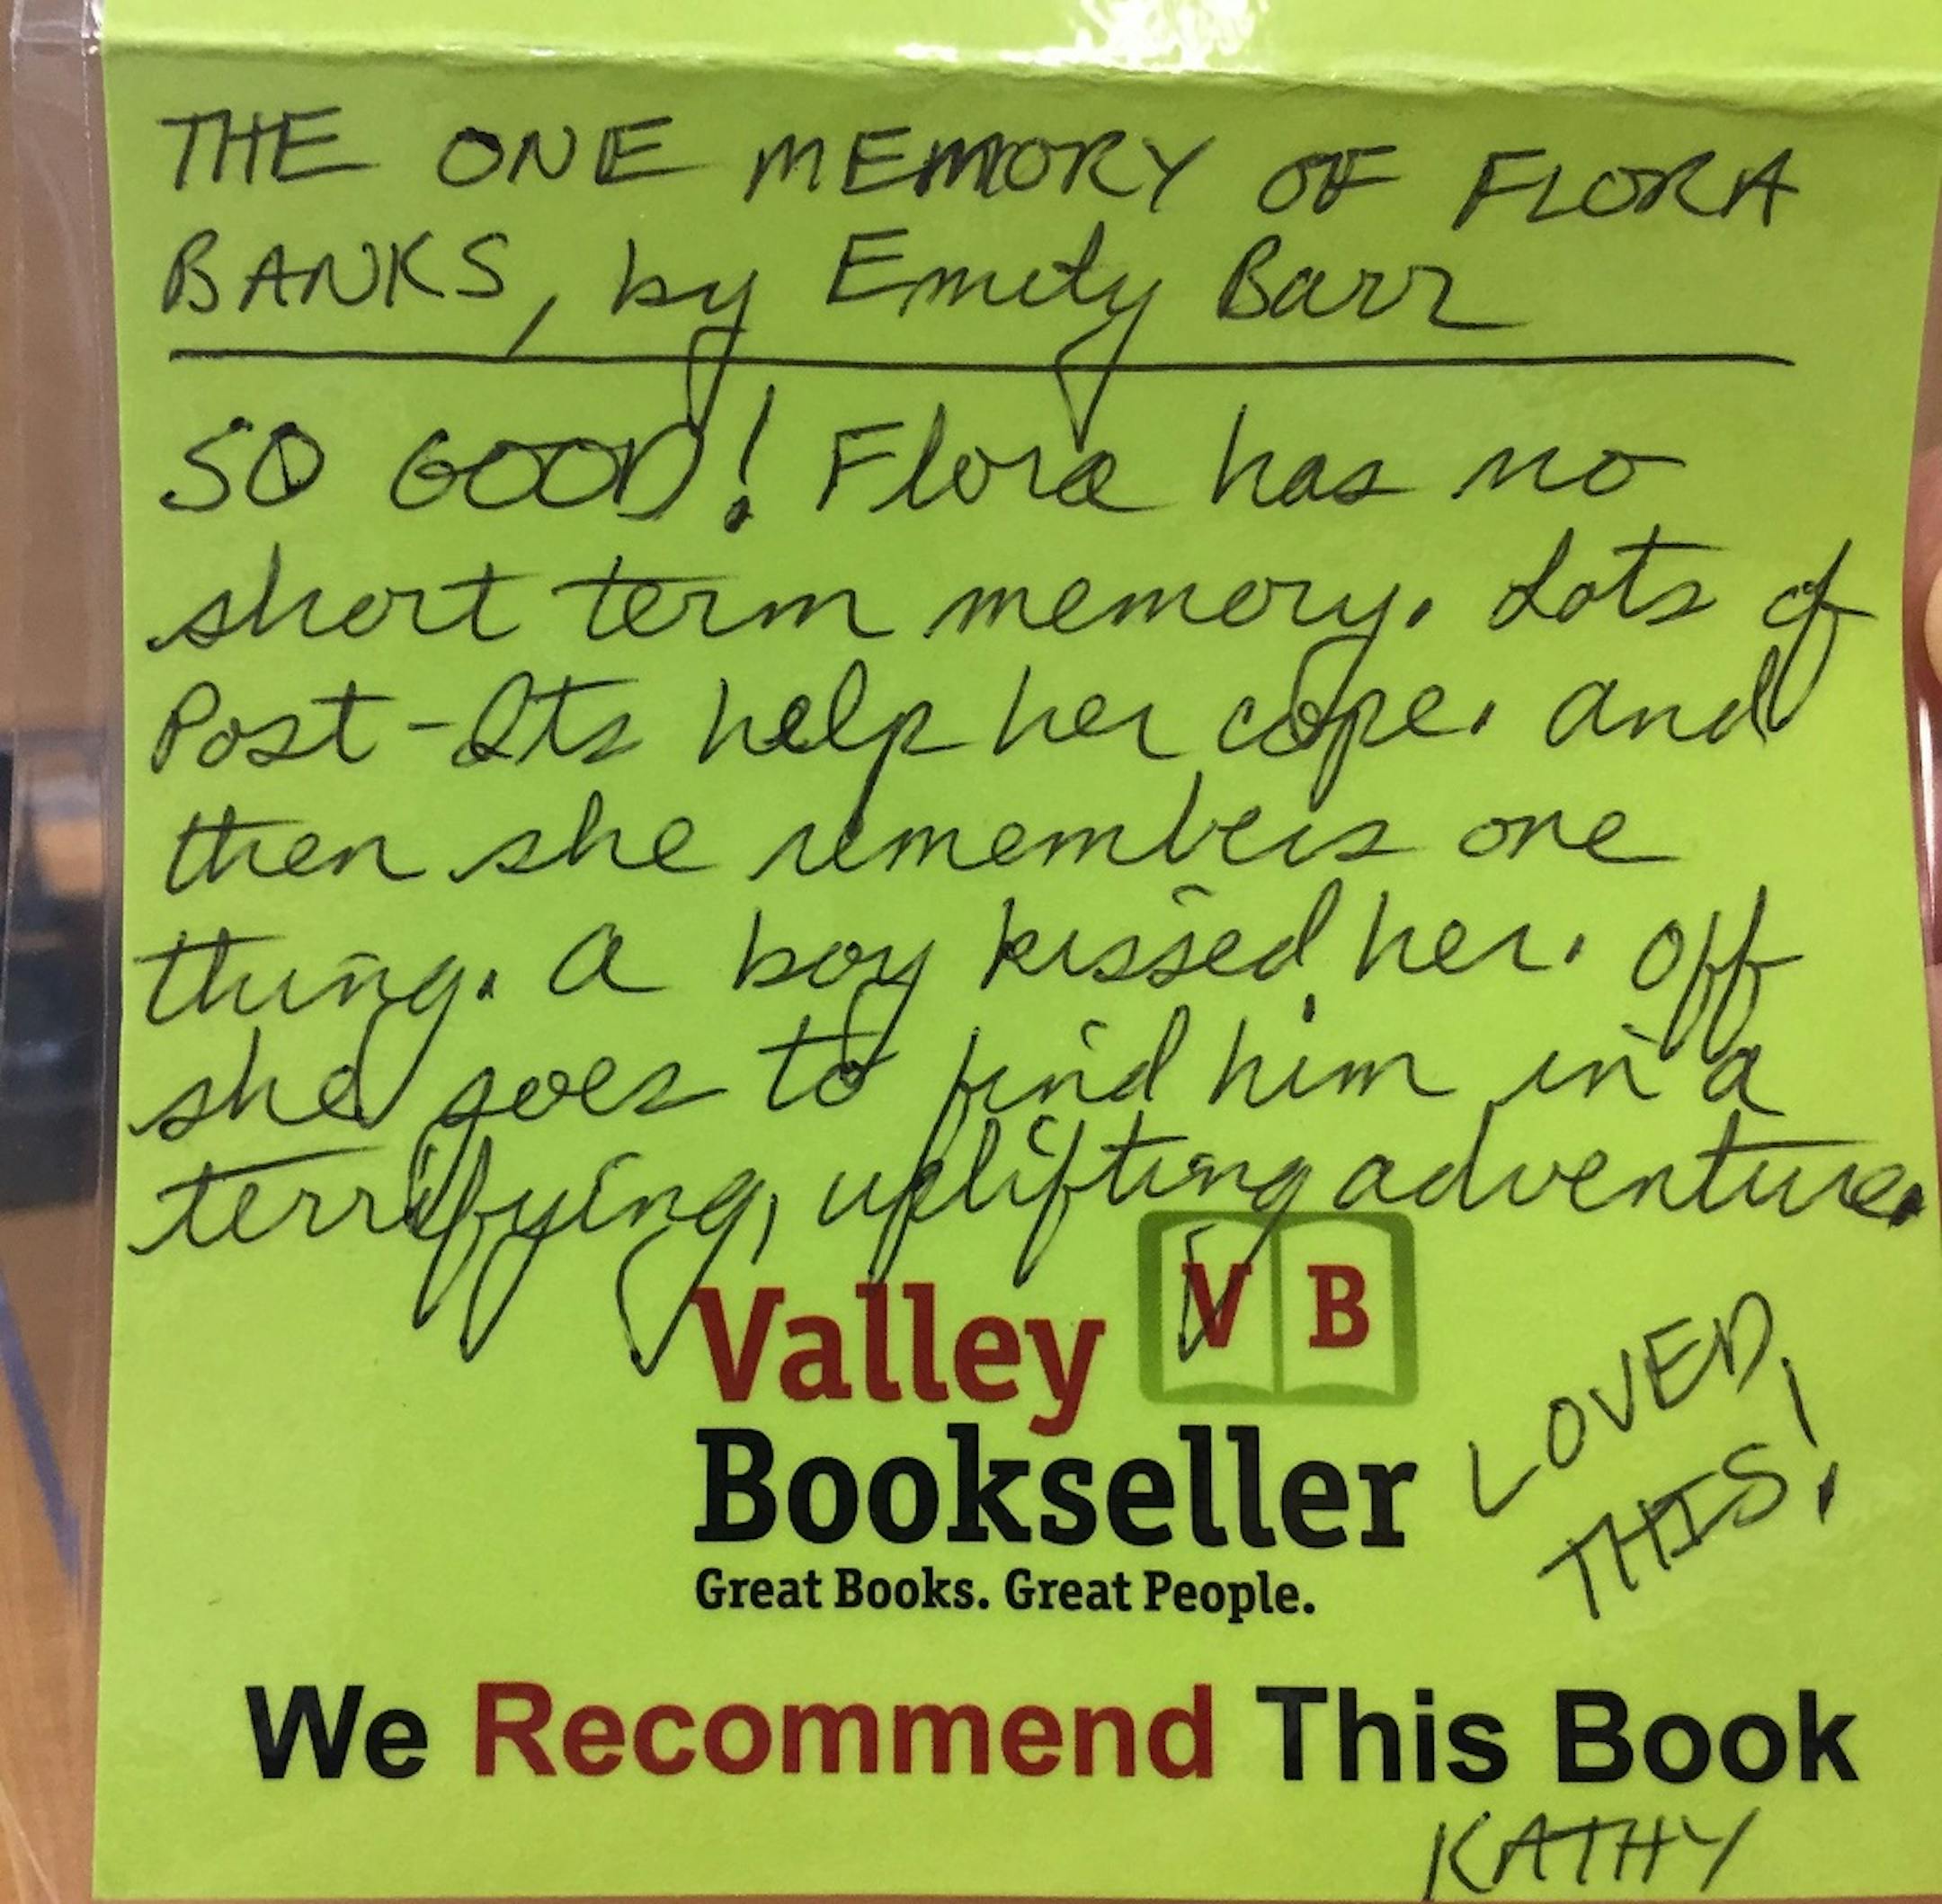 THE ONE MEMORY OF FLORA
BANKS, by Emily Barr
SO GOOD! Flora has no
short term memory. Lots of
Post-Its help her cope. And
then she remembers one
thing. A boy kissed her. Off
she goes to find him in a
terrifying, uplifting adventure.
Valley V B
Bookseller
Great Books. Great People.
LOVED
THIS!
We Recommend This Book
KATHY